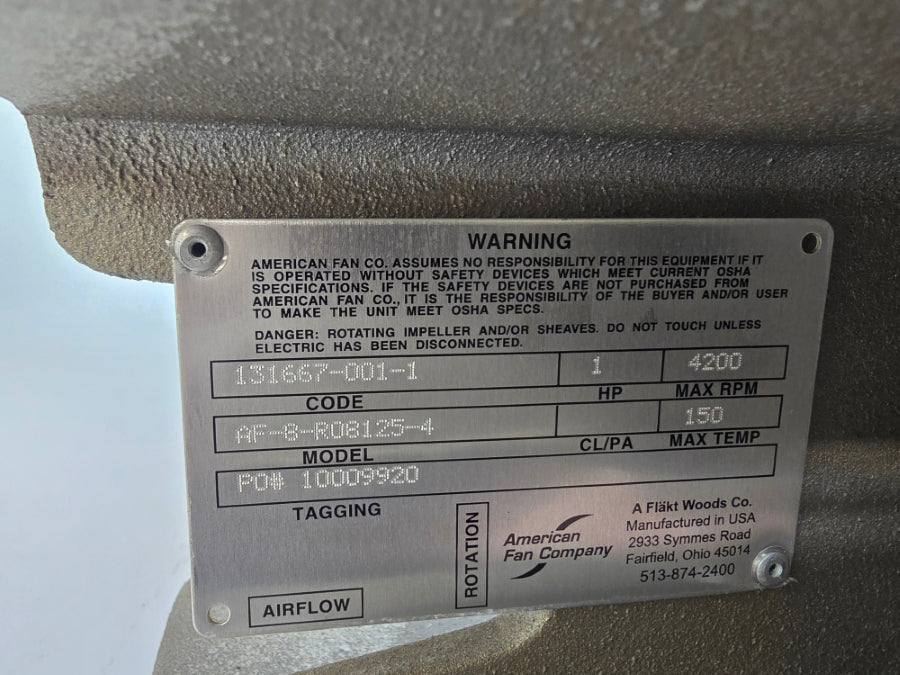 WARNING
AMERICAN FAN CO. ASSUMES NO RESPONSIBILITY FOR THIS EQUIPMENT IF IT
IS OPERATED WITHOUT SAFETY DEVICES WHICH MEET CURRENT OSHA
SPECIFICATIONS. IF THE SAFETY DEVICES ARE NOT PURCHASED FROM
AMERICAN FAN CO., IT IS THE RESPONSIBILITY OF THE BUYER AND/OR USER
TO MAKE THE UNIT MEET OSHA SPECS.
DANGER: ROTATING IMPELLER AND/OR SHEAVES. DO NOT TOUCH UNLESS
ELECTRIC HAS BEEN DISCONNECTED.
131667-001-1 1 4200
CODE HP MAX RPM
AF-8-R08125-4 150
MODEL CL/PA MAX TEMP
PO# 10009920
TAGGING
ROTATION
American
Fan Company
A Fläkt Woods Co.
Manufactured in USA
2933 Symmes Road
Fairfield, Ohio 45014
513-874-2400
AIRFLOW